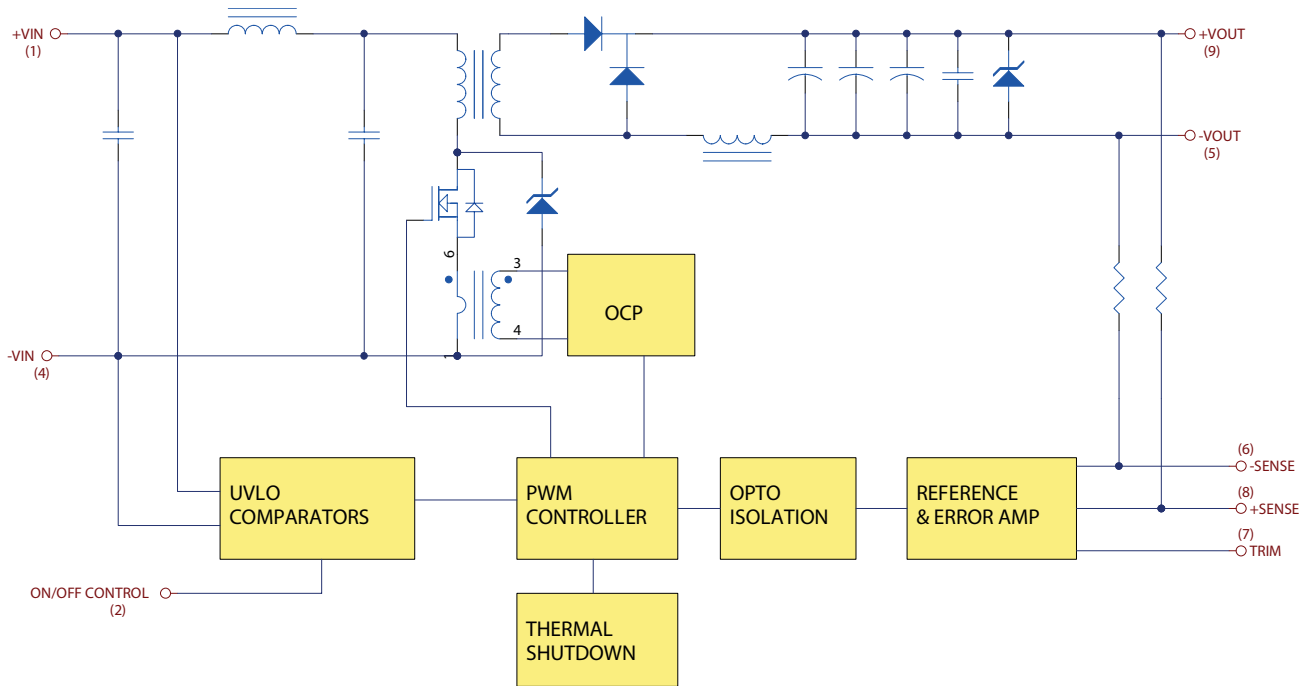 +VIN
(1)
+VOUT
(9)
-VOUT
(5)
6
3
OCP
4
1
-VIN
(4)
UVLO
COMPARATORS
PWM
CONTROLLER
OPTO
ISOLATION
REFERENCE
& ERROR AMP
(6)
-SENSE
(8)
+SENSE
(7)
TRIM
ON/OFF CONTROL
(2)
THERMAL
SHUTDOWN